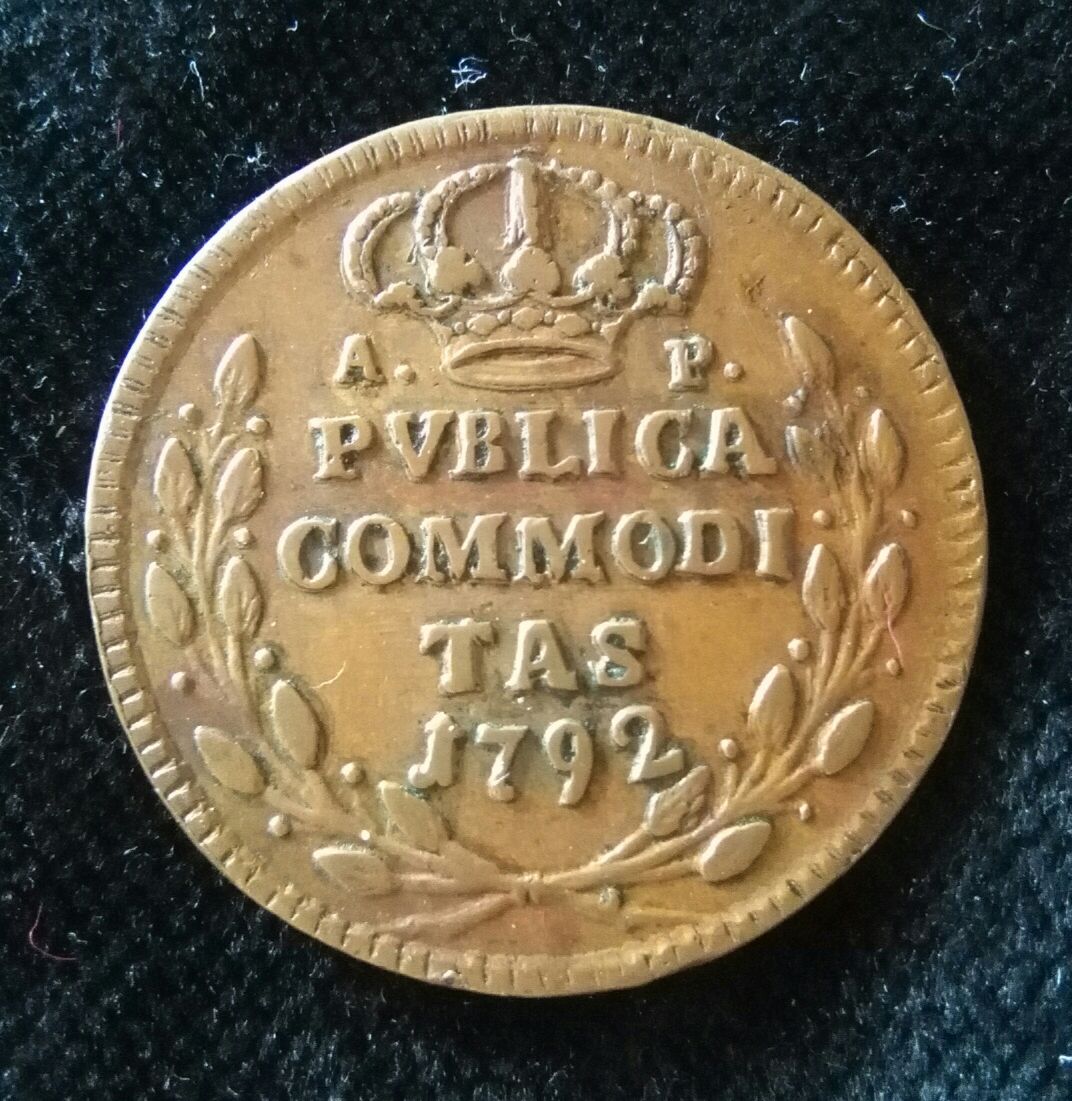 A. P.
PVBLICA
COMMODI
TAS
1792